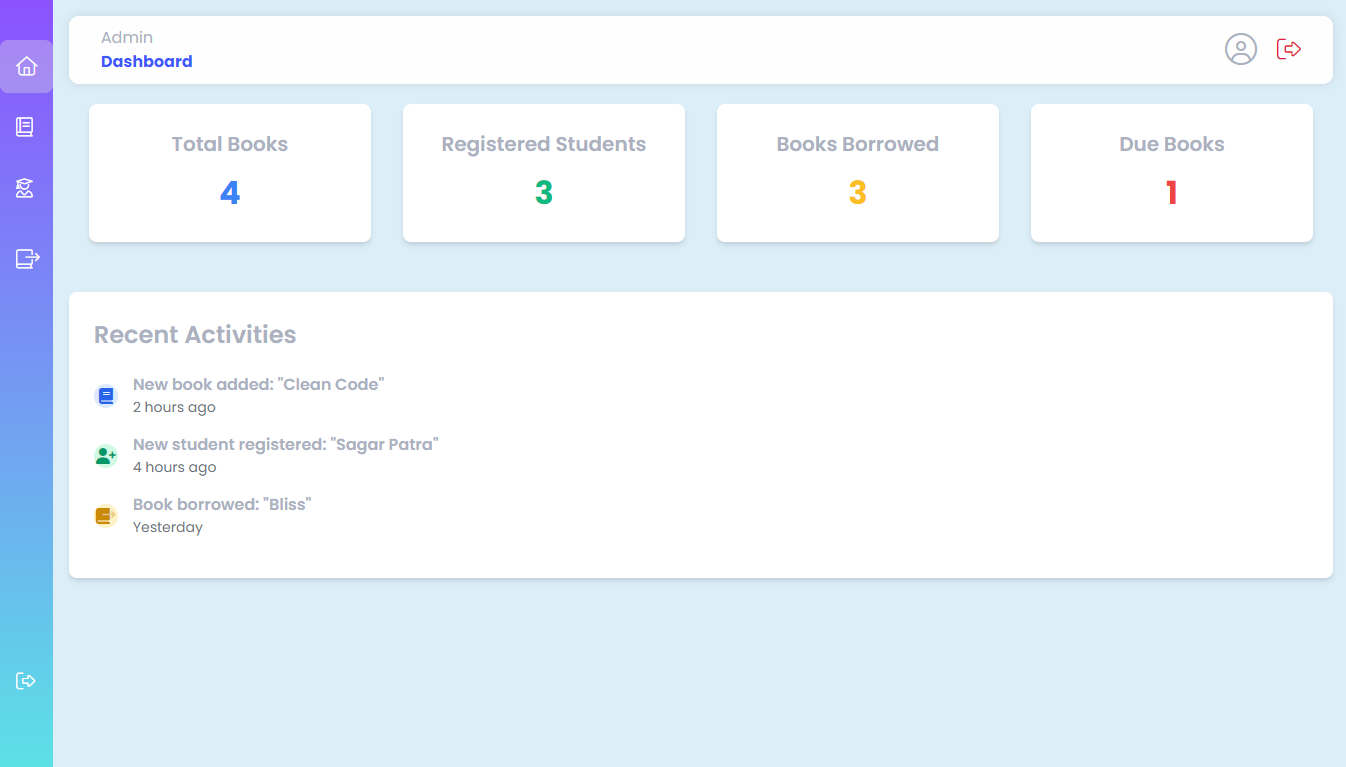 Admin
Dashboard
Total Books
4
Registered Students
3
Books Borrowed
3
Due Books
1
Recent Activities
New book added: "Clean Code"
2 hours ago
New student registered: "Sagar Patra"
4 hours ago
Book borrowed: "Bliss"
Yesterday